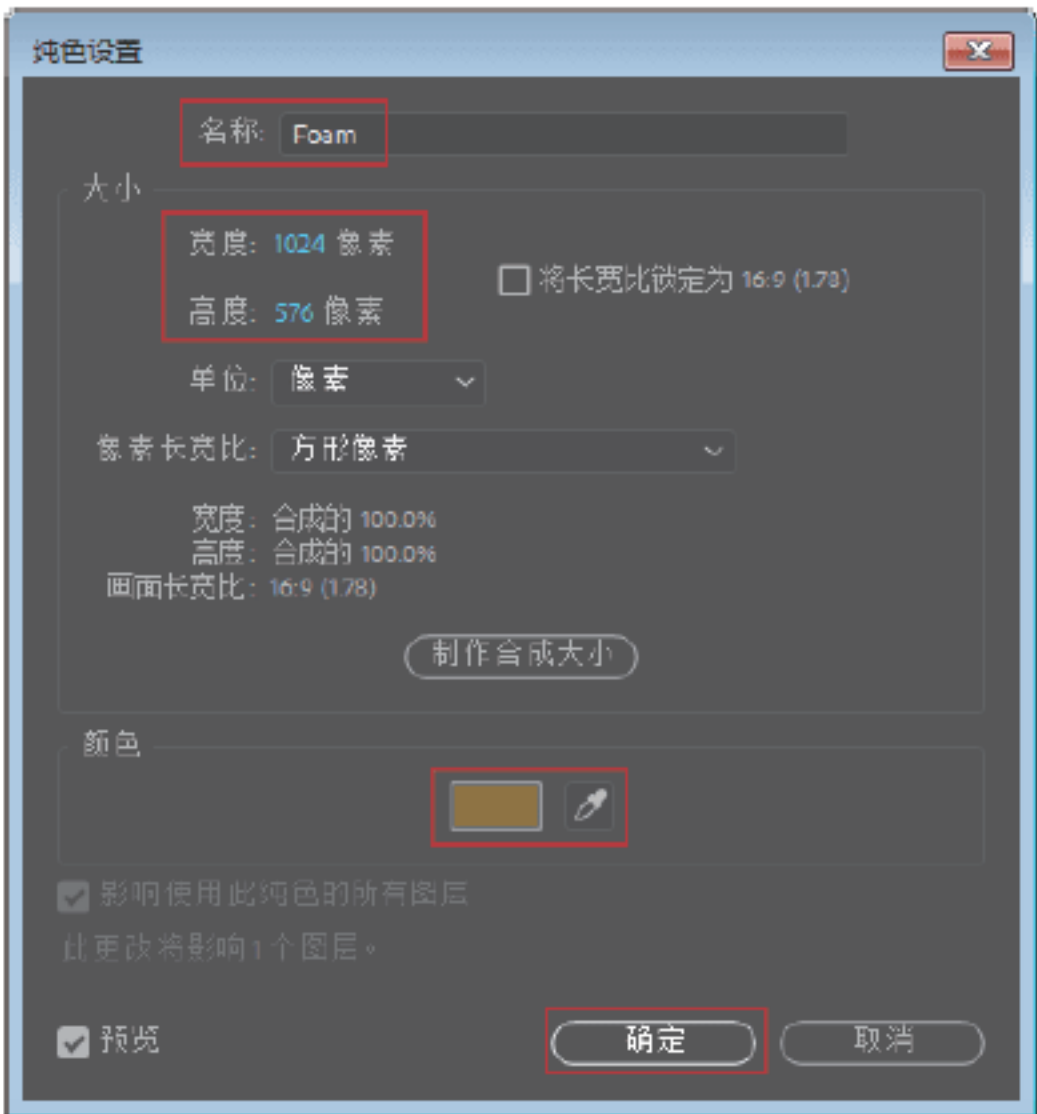 纯色设置
名称: Foam
大小
宽度: 1024 像素
将长宽比锁定为 16:9 (1.78)
高度: 576 像素
单位: 像素
像素长宽比: 方形像素
宽度: 合成的 100.0%
高度: 合成的 100.0%
画面长宽比: 16:9 (1.78)
制作合成大小
颜色
影响使用此纯色的所有图层
此更改将影响1个图层。
预览
确定
取消